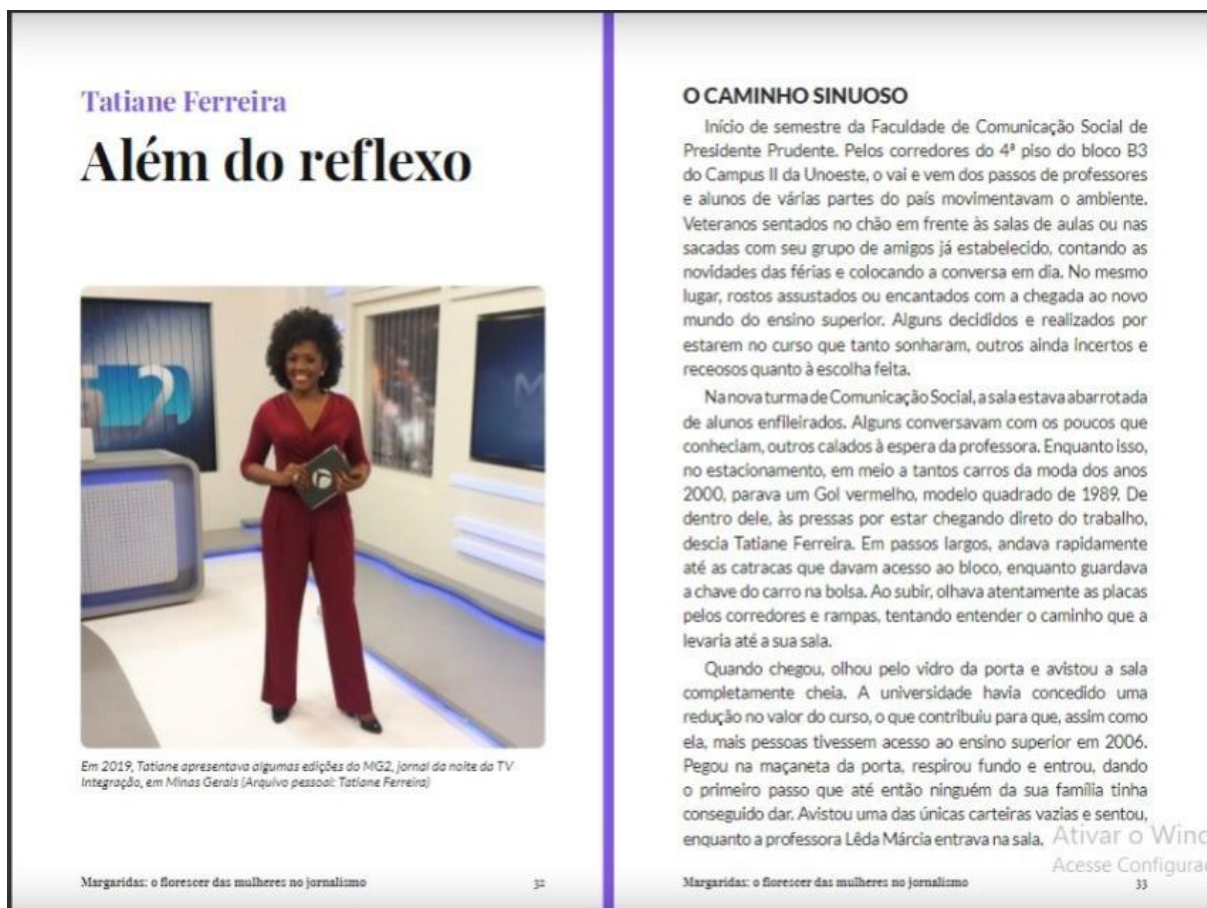 Tatiane Ferreira
Além do reflexo
Em 2019, Tatiane apresentava algumas edições do MG2, jornal da noite da TV
Integração, em Minas Gerais (Arquivo pessoal: Tatiane Ferreira)
Margaridas: o florescer das mulheres no jornalismo
32
O CAMINHO SINUOSO
Início de semestre da Faculdade de Comunicação Social de
Presidente Prudente. Pelos corredores do 4º piso do bloco B3
do Campus II da Unoeste, o vai e vem dos passos de professores
e alunos de várias partes do país movimentavam o ambiente.
Veteranos sentados no chão em frente às salas de aulas ou nas
sacadas com seu grupo de amigos já estabelecido, contando as
novidades das férias e colocando a conversa em dia. No mesmo
lugar, rostos assustados ou encantados com a chegada ao novo
mundo do ensino superior. Alguns decididos e realizados por
estarem no curso que tanto sonharam, outros ainda incertos e
receosos quanto à escolha feita.
Na nova turma de Comunicação Social, a sala estava abarrotada
de alunos enfileirados. Alguns conversavam com os poucos que
conheciam, outros calados à espera da professora. Enquanto isso,
no estacionamento, em meio a tantos carros da moda dos anos
2000, parava um Gol vermelho, modelo quadrado de 1989. De
dentro dele, às pressas por estar chegando direto do trabalho,
descia Tatiane Ferreira. Em passos largos, andava rapidamente
até as catracas que davam acesso ao bloco, enquanto guardava
a chave do carro na bolsa. Ao subir, olhava atentamente as placas
pelos corredores e rampas, tentando entender o caminho que a
levaria até a sua sala.
Quando chegou, olhou pelo vidro da porta e avistou a sala
completamente cheia. A universidade havia concedido uma
redução no valor do curso, o que contribuiu para que, assim como
ela, mais pessoas tivessem acesso ao ensino superior em 2006.
Pegou na maçaneta da porta, respirou fundo e entrou, dando
o primeiro passo que até então ninguém da sua família tinha
conseguido dar. Avistou uma das únicas carteiras vazias e sentou,
enquanto a professora Lêda Márcia entrava na sala.
Ativar o Wind
Acesse Configura
Margaridas: o florescer das mulheres no jornalismo
33